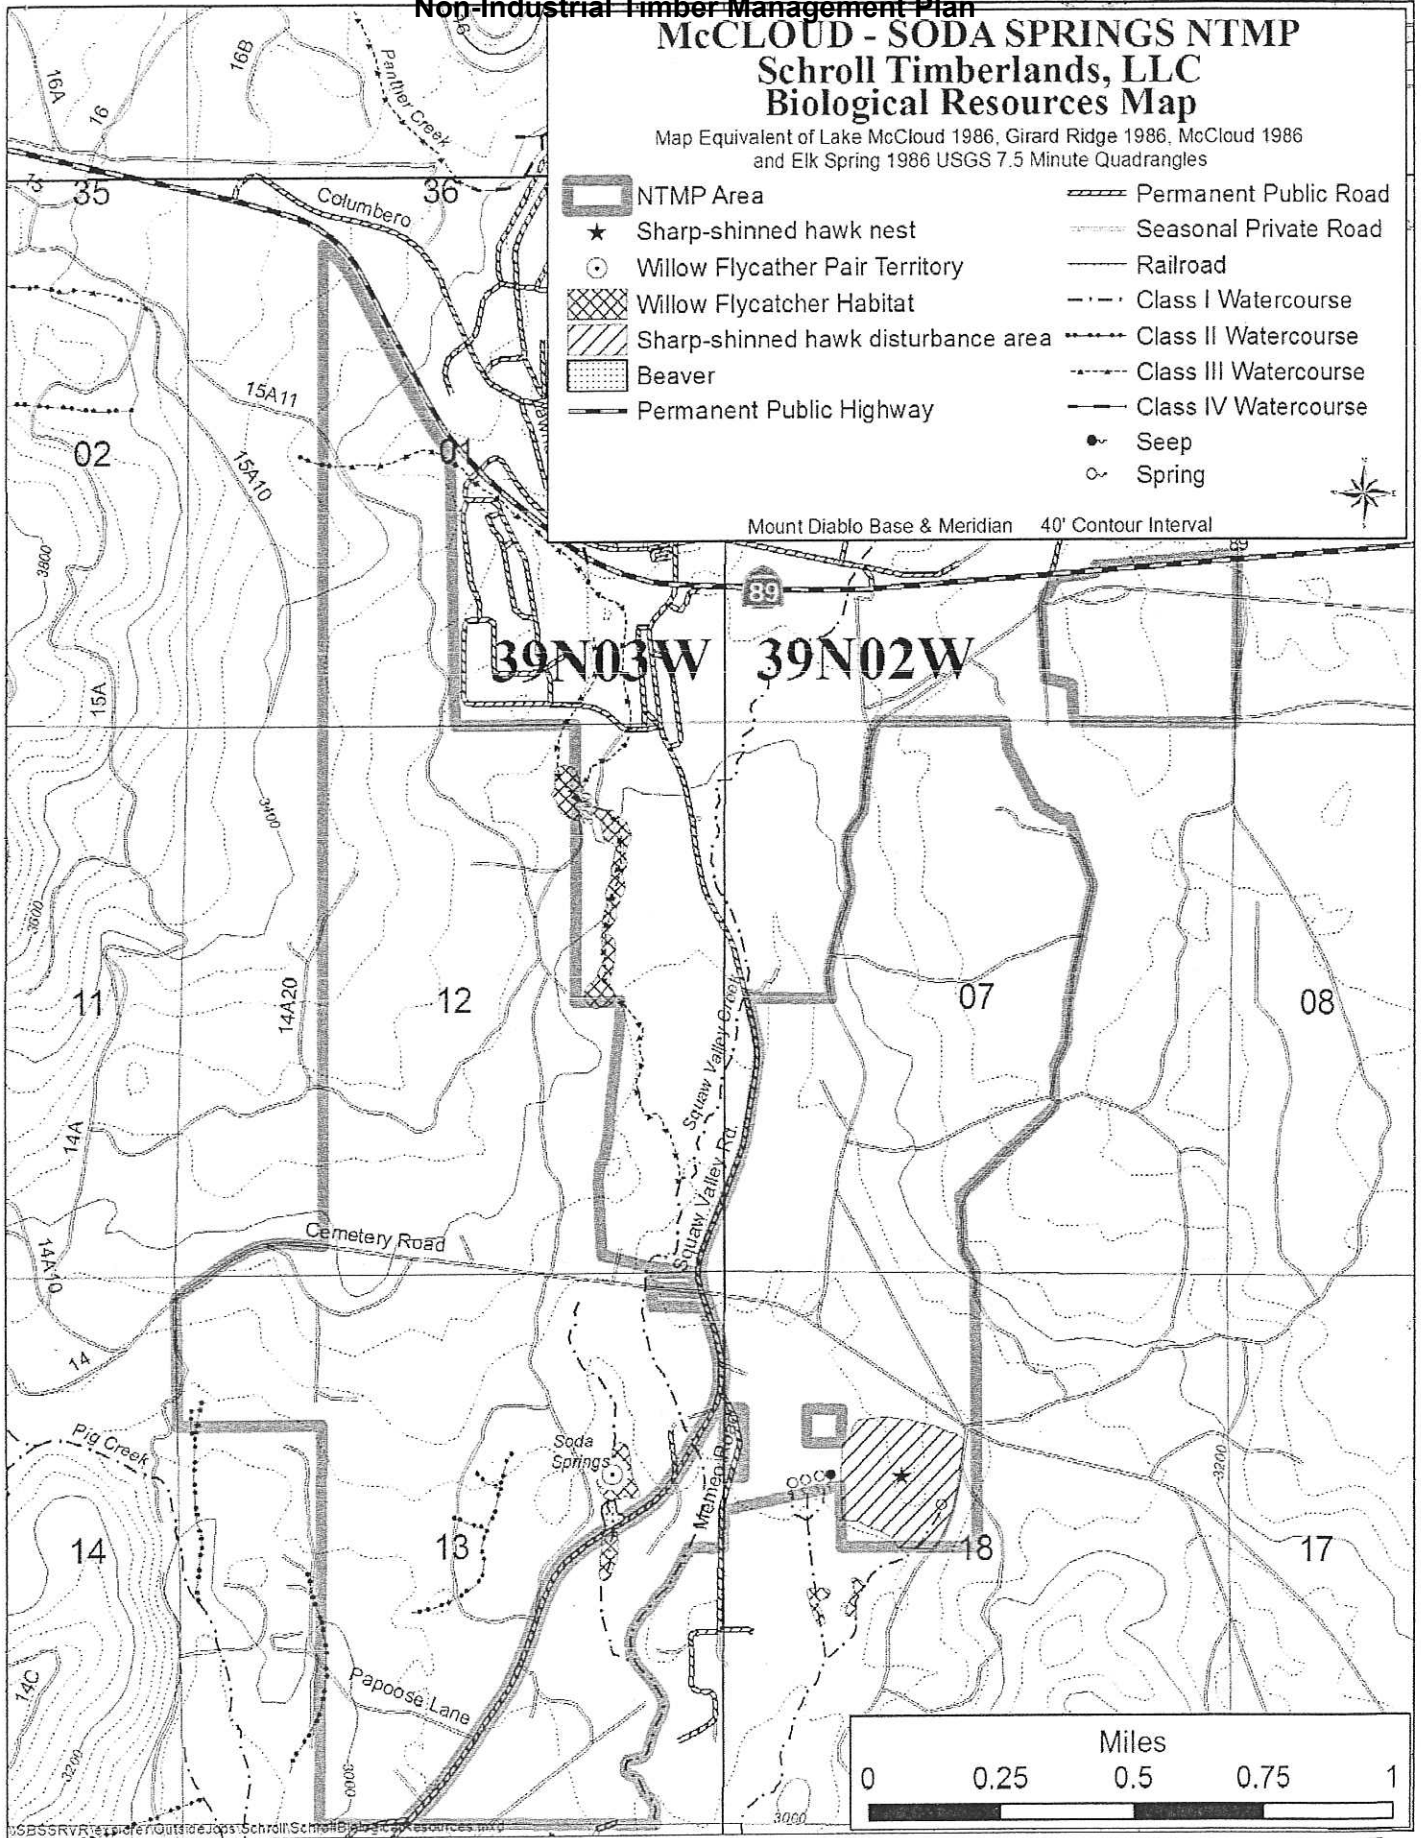 Non-Industrial Timber Management Plan
McCLOUD - SODA SPRINGS NTMP
Schroll Timberlands, LLC
Biological Resources Map
Map Equivalent of Lake McCloud 1986, Girard Ridge 1986, McCloud 1986
and Elk Spring 1986 USGS 7.5 Minute Quadrangles
NTMP Area
Sharp-shinned hawk nest
Willow Flycather Pair Territory
Willow Flycatcher Habitat
Sharp-shinned hawk disturbance area
Beaver
Permanent Public Highway
Permanent Public Road
Seasonal Private Road
Railroad
Class I Watercourse
Class II Watercourse
Class III Watercourse
Class IV Watercourse
Seep
Spring
Mount Diablo Base & Meridian 40' Contour Interval
16A
16
16B
Panther Creek
15
35
36
Columbero
15A11
02
01
15A10
3800
89
39N03W 39N02W
15A
3400
3600
11
14A20
12
07
08
Squaw Valley Creek
14A
Squaw Valley Rd.
Cemetery Road
14A10
14
Pig Creek
Soda
Springs
3200
14
13
18
17
14C
Papoose Lane
3200
3000
3000
Miles
0 0.25 0.5 0.75 1